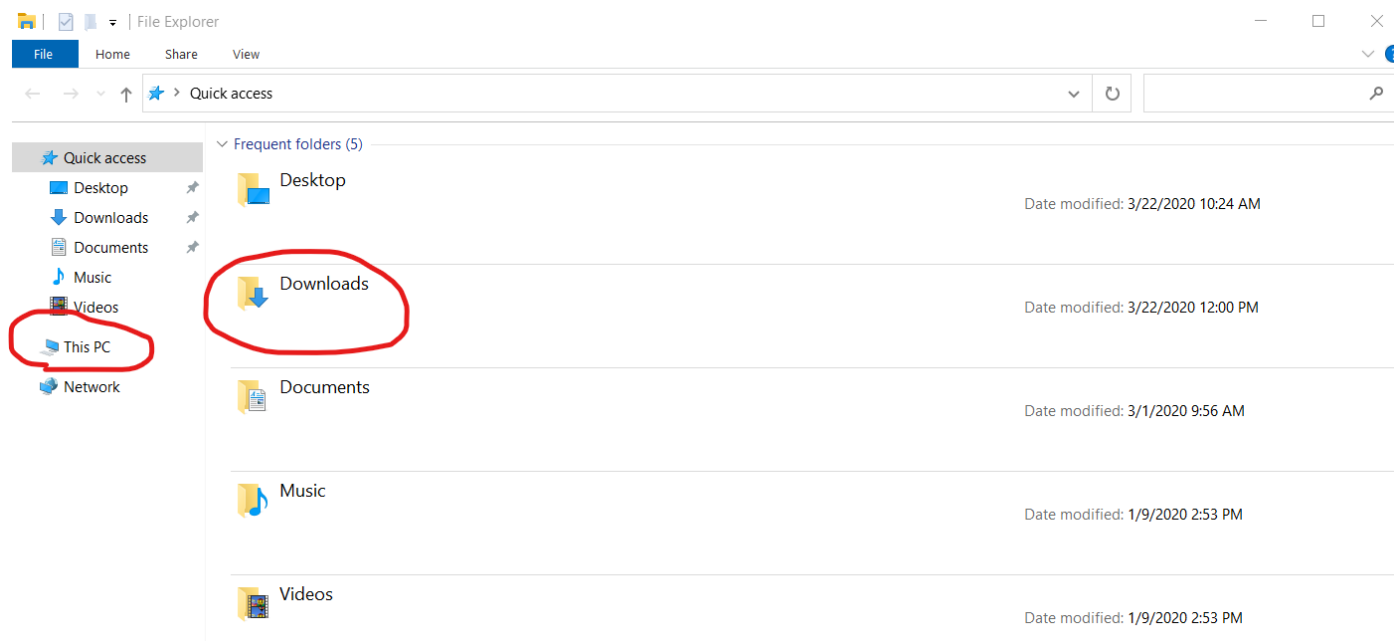 File Explorer
File Home Share View
Quick access
Quick access
Desktop
Downloads
Documents
Music
Videos
This PC
Network
Frequent folders (5)
Desktop
Date modified: 3/22/2020 10:24 AM
Downloads
Date modified: 3/22/2020 12:00 PM
Documents
Date modified: 3/1/2020 9:56 AM
Music
Date modified: 1/9/2020 2:53 PM
Videos
Date modified: 1/9/2020 2:53 PM